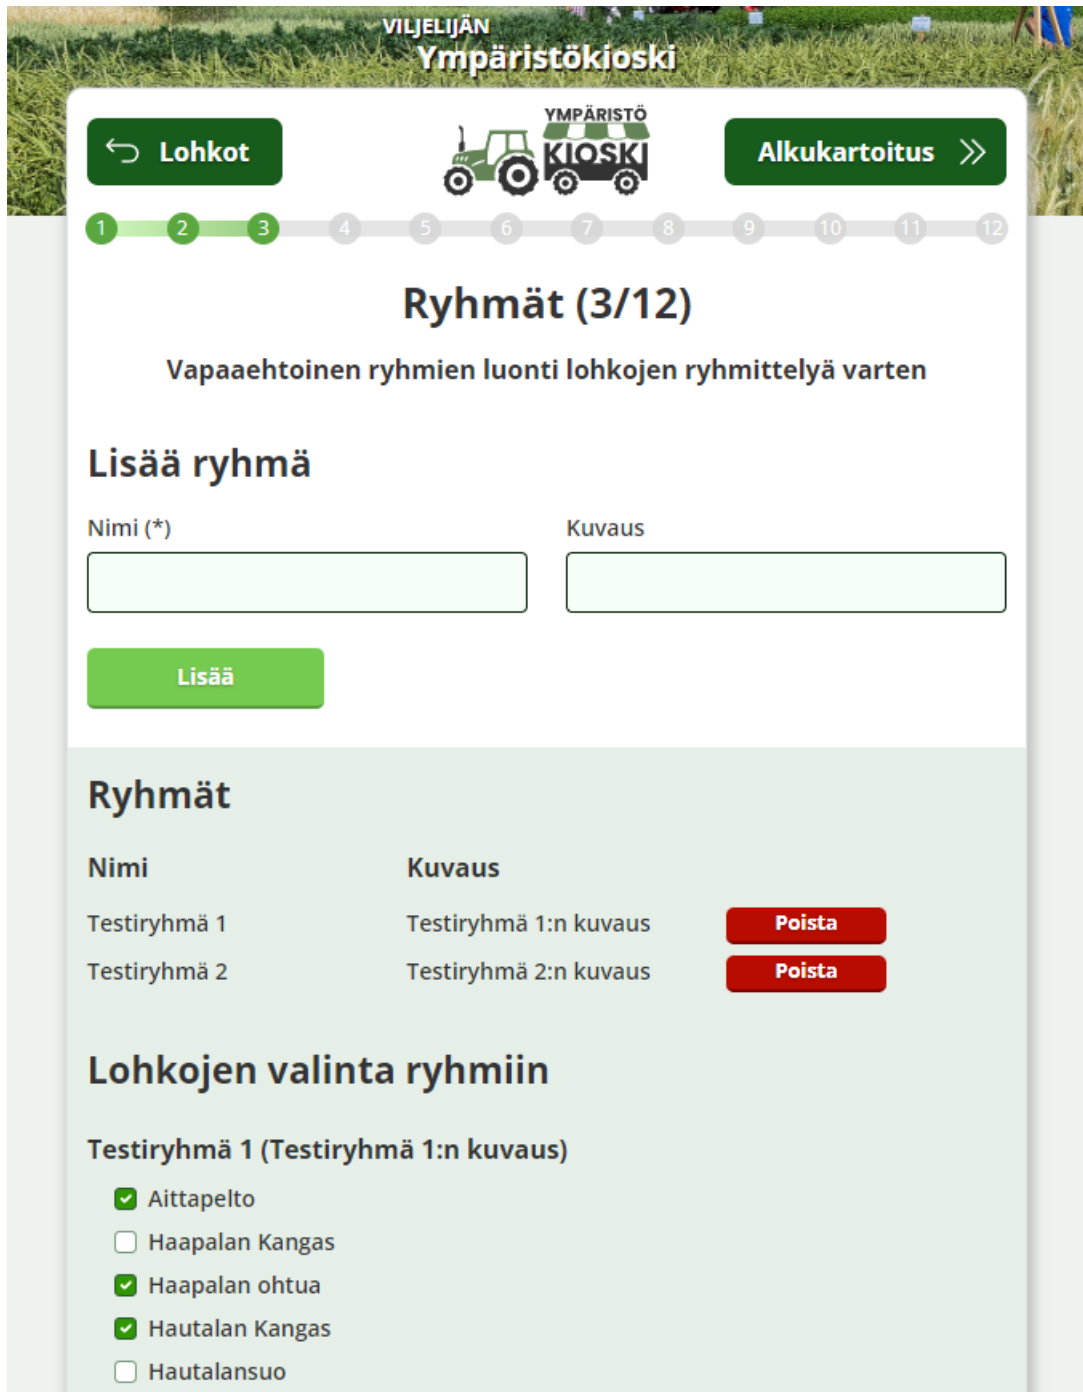 VILJELIJÄN
Ympäristökioski
Lohkot
YMPÄRISTÖ
KIOSKI
Alkukartoitus
1 2 3 4 5 6 7 8 9 10 11 12
Ryhmät (3/12)
Vapaaehtoinen ryhmien luonti lohkojen ryhmittelyä varten
Lisää ryhmä
Nimi (*) Kuvaus
Lisää
Ryhmät
Nimi Kuvaus
Testiryhmä 1 Testiryhmä 1:n kuvaus Poista
Testiryhmä 2 Testiryhmä 2:n kuvaus Poista
Lohkojen valinta ryhmiin
Testiryhmä 1 (Testiryhmä 1:n kuvaus)
Aittapelto
Haapalan Kangas
Haapalan ohtua
Hautalan Kangas
Hautalansuo